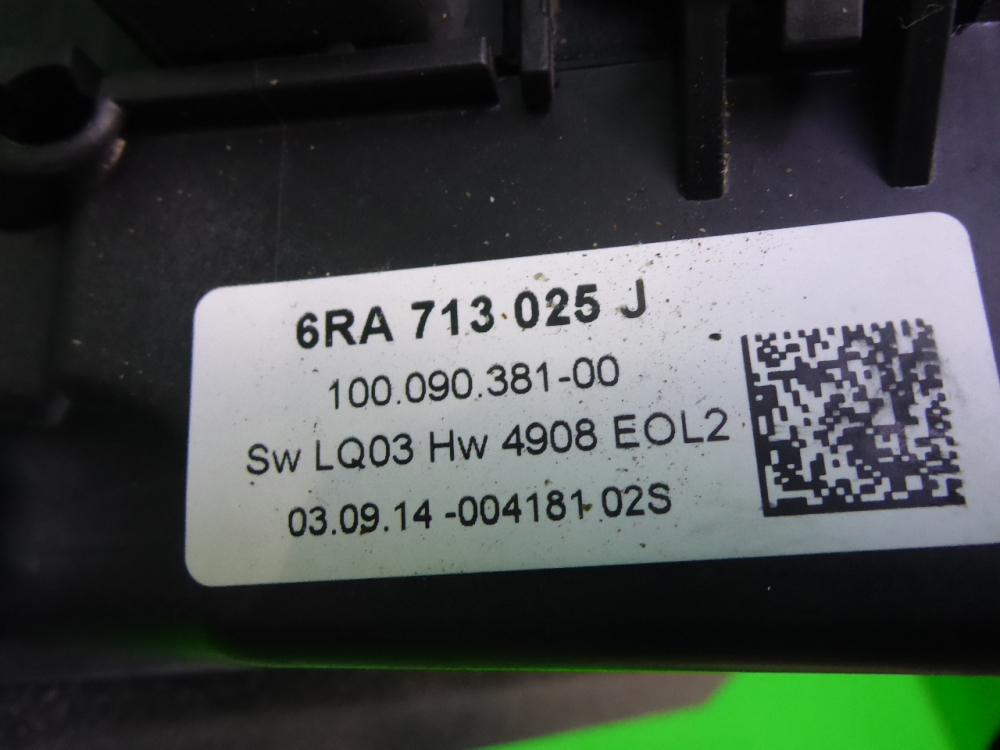 6RA 713 025 J
100.090.381-00
Sw LQ03 Hw 4908 EOL2
03.09.14 -004181 02S